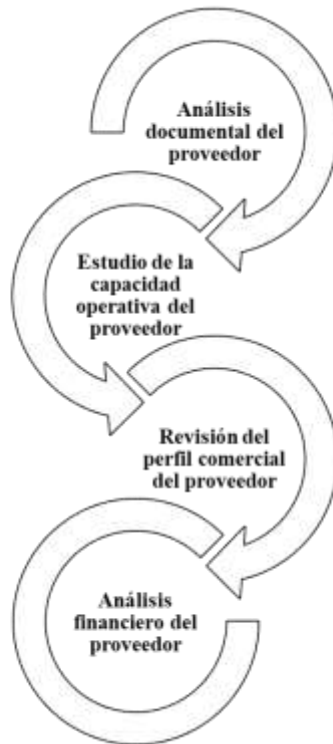 Análisis
documental del
proveedor
Estudio de la
capacidad
operativa del
proveedor
Revisión del
perfil comercial
del proveedor
Análisis
financiero del
proveedor